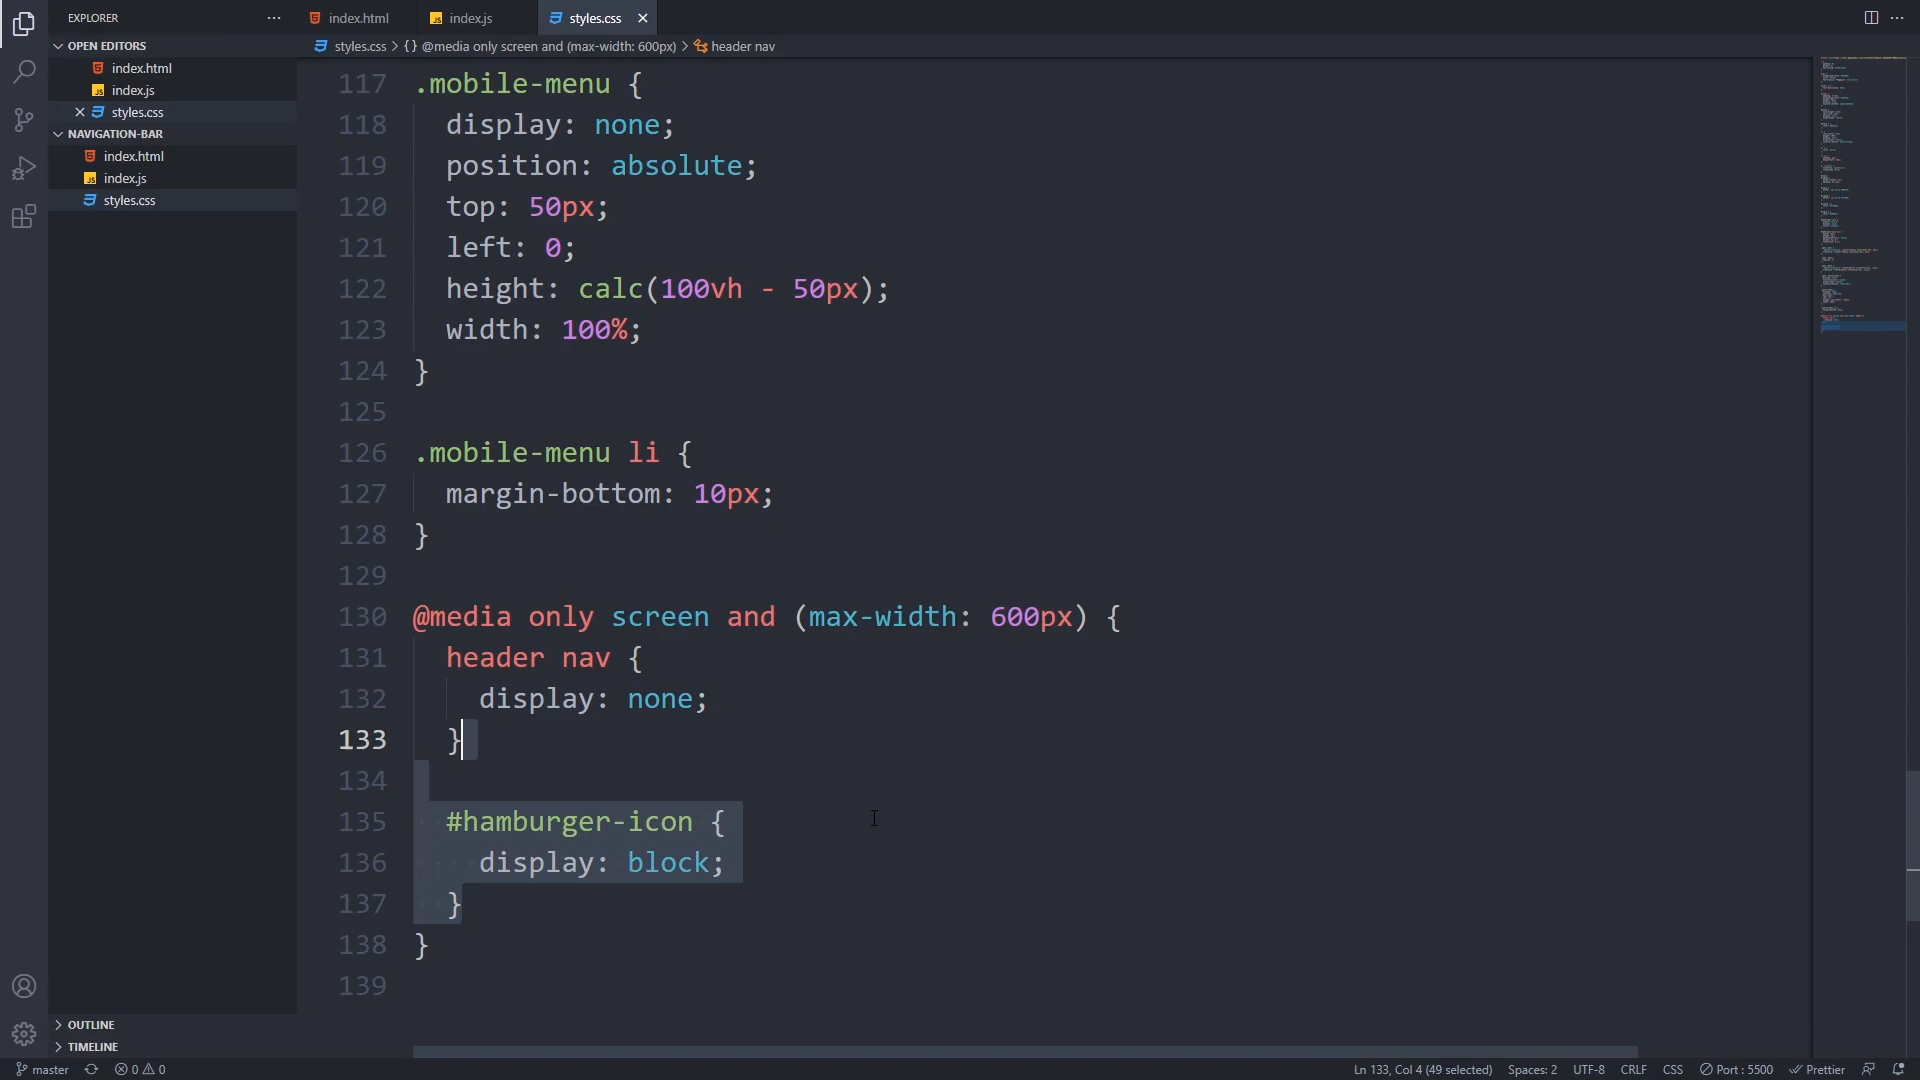 EXPLORER
index.html
index.js
styles.css
OPEN EDITORS
styles.css > {} @media only screen and (max-width: 600px) > header nav
index.html
index.js
styles.css
NAVIGATION-BAR
index.html
index.js
styles.css
117 .mobile-menu {
118 display: none;
119 position: absolute;
120 top: 50px;
121 left: 0;
122 height: calc(100vh - 50px);
123 width: 100%;
124 }
125
126 .mobile-menu li {
127 margin-bottom: 10px;
128 }
129
130 @media only screen and (max-width: 600px) {
131 header nav {
132 display: none;
133 }
134
135 #hamburger-icon {
136 display: block;
137 }
138 }
139
OUTLINE
TIMELINE
master 0 0 Ln 133, Col 4 (49 selected) Spaces: 2 UTF-8 CRLF CSS Port : 5500 Prettier